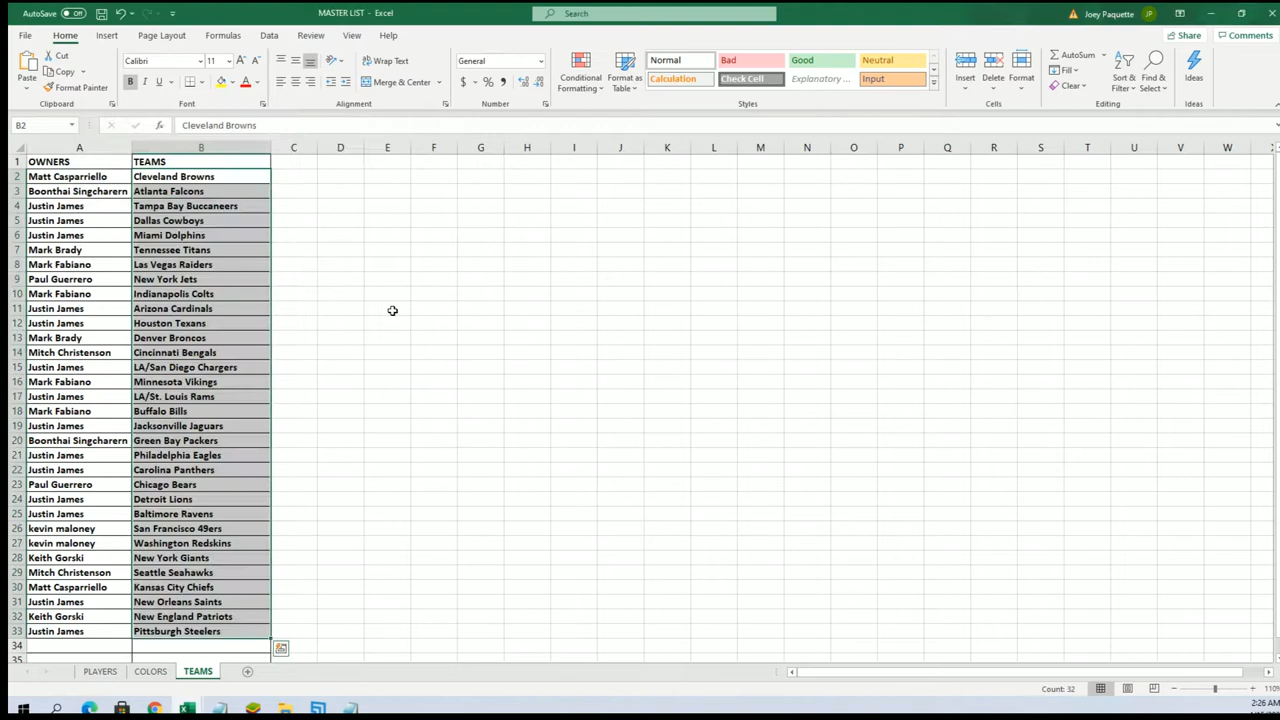 AutoSave Off MASTER LIST - Excel Search Joey Paquette JP
File Home Insert Page Layout Formulas Data Review View Help Share Comments
Cut Calibri 11 A A Wrap Text General Normal Bad Good Neutral AutoSum
Copy Fill
Paste Format Painter B I U Merge & Center $ % Conditional Formatting Format as Table Calculation Check Cell Explanatory ... Input Insert Delete Format Clear Sort & Filter Find & Select Ideas
Clipboard Font Alignment Number Styles Cells Editing Ideas
B2 fx Cleveland Browns
A B C D E F G H I J K L M N O P Q R S T U V W
1 OWNERS TEAMS
2 Matt Casparriello Cleveland Browns
3 Boonthai Singcharern Atlanta Falcons
4 Justin James Tampa Bay Buccaneers
5 Justin James Dallas Cowboys
6 Justin James Miami Dolphins
7 Mark Brady Tennessee Titans
8 Mark Fabiano Las Vegas Raiders
9 Paul Guerrero New York Jets
10 Mark Fabiano Indianapolis Colts
11 Justin James Arizona Cardinals
12 Justin James Houston Texans
13 Mark Brady Denver Broncos
14 Mitch Christenson Cincinnati Bengals
15 Justin James LA/San Diego Chargers
16 Mark Fabiano Minnesota Vikings
17 Justin James LA/St. Louis Rams
18 Mark Fabiano Buffalo Bills
19 Justin James Jacksonville Jaguars
20 Boonthai Singcharern Green Bay Packers
21 Justin James Philadelphia Eagles
22 Justin James Carolina Panthers
23 Paul Guerrero Chicago Bears
24 Justin James Detroit Lions
25 Justin James Baltimore Ravens
26 kevin maloney San Francisco 49ers
27 kevin maloney Washington Redskins
28 Keith Gorski New York Giants
29 Mitch Christenson Seattle Seahawks
30 Matt Casparriello Kansas City Chiefs
31 Justin James New Orleans Saints
32 Keith Gorski New England Patriots
33 Justin James Pittsburgh Steelers
34
35
PLAYERS COLORS TEAMS
Count: 32 110%
2:26 AM